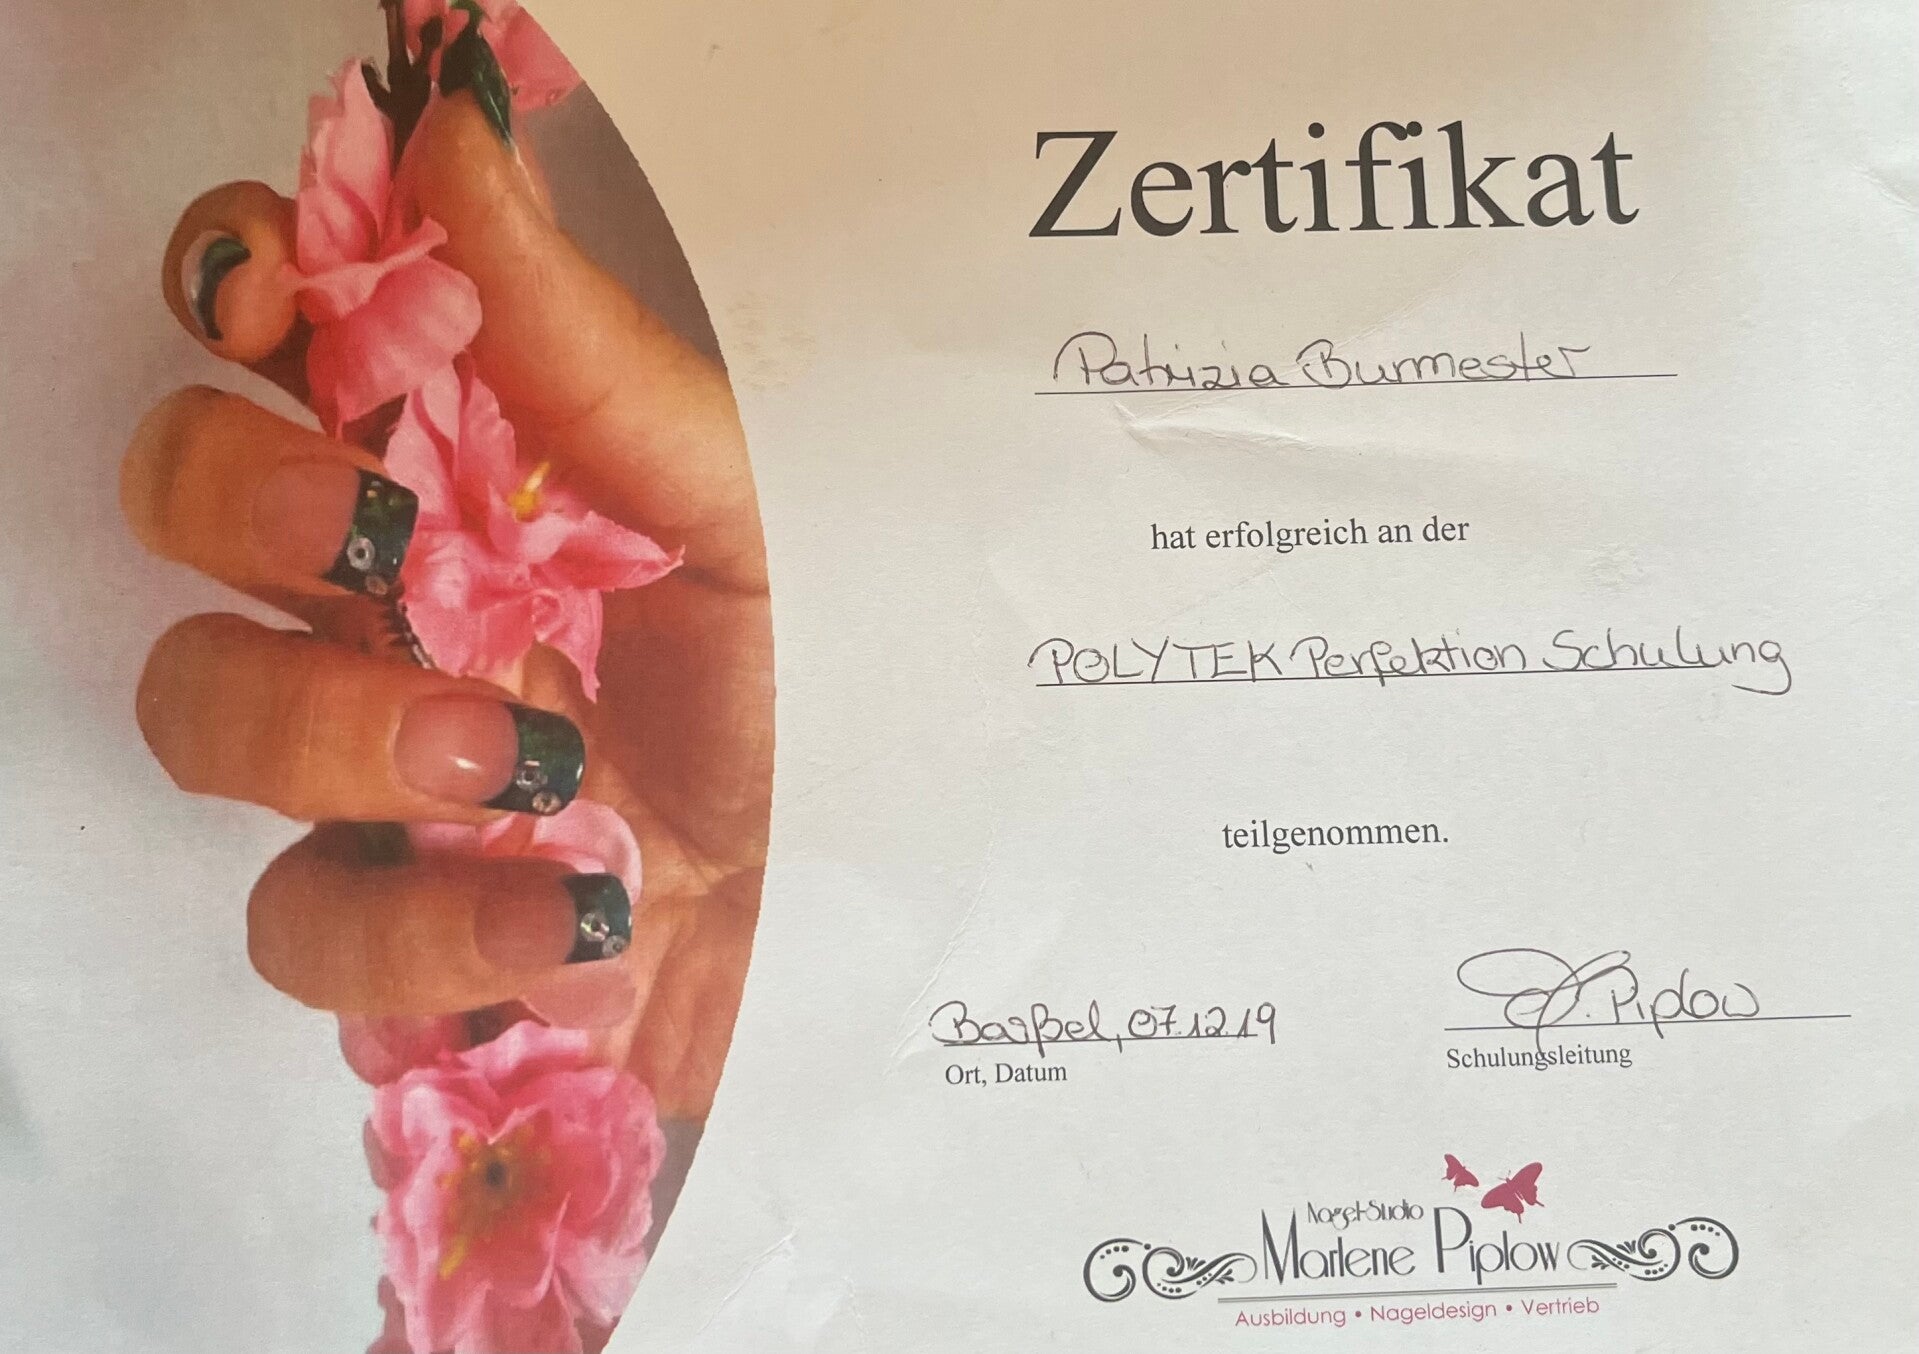 Zertifikat
Patrizia Burmester
hat erfolgreich an der
POLYTEK Perfektion Schulung
teilgenommen.
Barßel, 07.12.19
Ort, Datum
J. Piplow
Schulungsleitung
Nagel-Studio
Marlene Piplow
Ausbildung • Nageldesign • Vertrieb